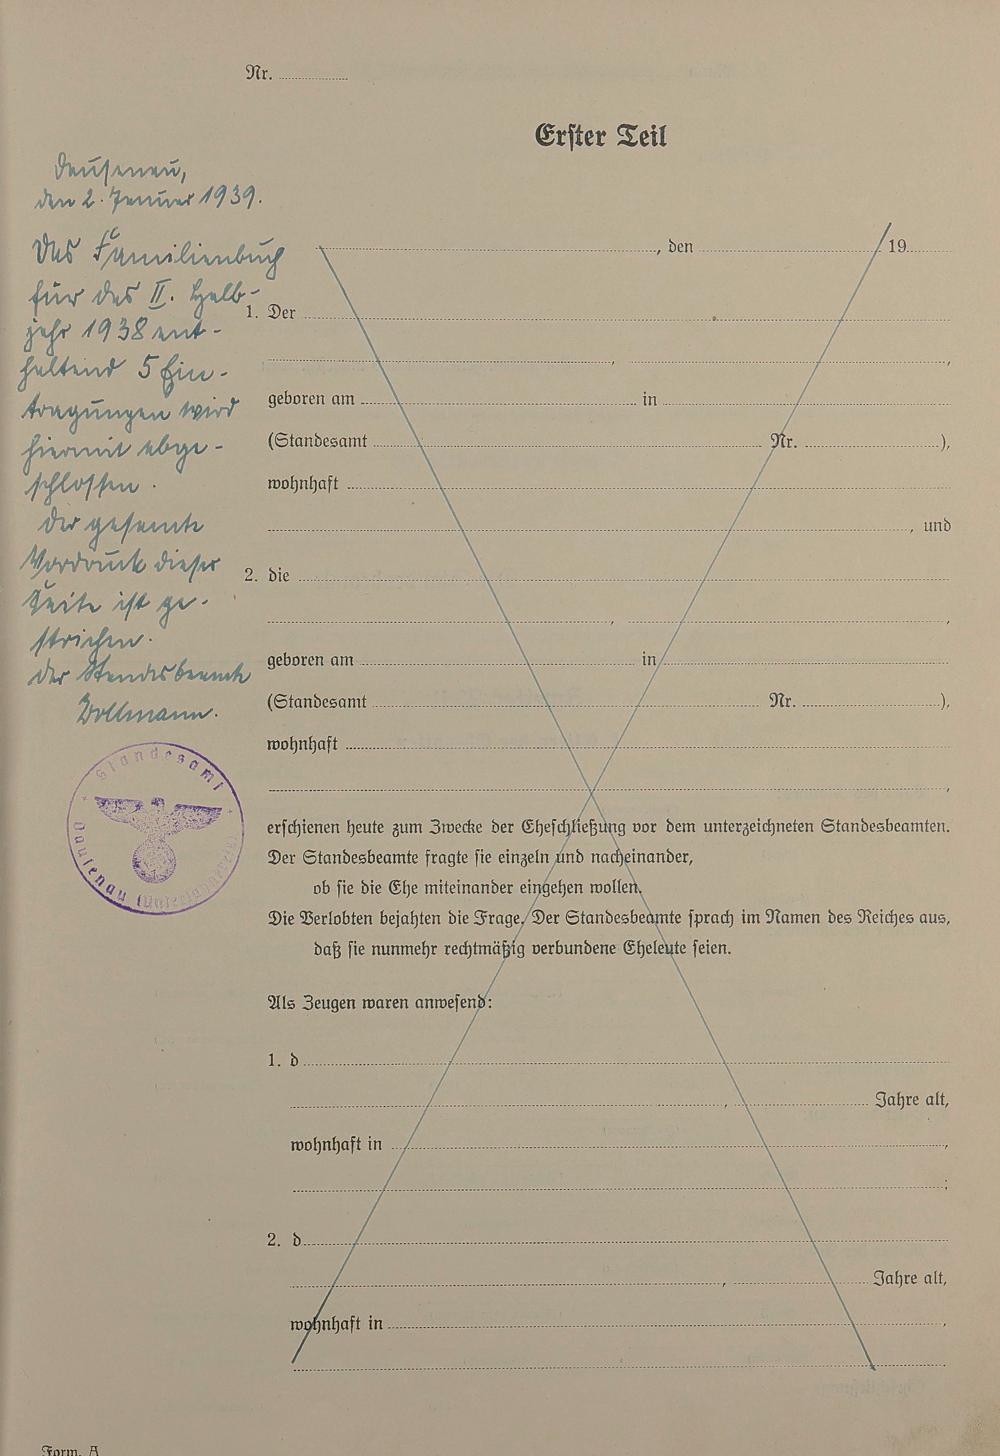 Nr.
Erster Teil
Dausenau,
den 2. Januar 1939.
Das Familienbuch
für das II. Halb-
jahr 1938 ent-
haltend 5 Ein-
tragungen wird
hiermit abge-
schlossen.
Der gesamte
Vordruck dieser
Seite ist ge-
strichen.
Der Standesbeamte
Bollmann.
Standesamt
Dausenau (Unterlahnkreis)
, den 19
1. Der
,
geboren am in
(Standesamt Nr. ),
wohnhaft
, und
2. die
, ,
geboren am in
(Standesamt Nr. ),
wohnhaft
,
erschienen heute zum Zwecke der Eheschließung vor dem unterzeichneten Standesbeamten.
Der Standesbeamte fragte sie einzeln und nacheinander,
ob sie die Ehe miteinander eingehen wollen.
Die Verlobten bejahten die Frage. Der Standesbeamte sprach im Namen des Reiches aus,
daß sie nunmehr rechtmäßig verbundene Eheleute seien.
Als Zeugen waren anwesend:
1. d
, Jahre alt,
wohnhaft in ,
;
2. d
, Jahre alt,
wohnhaft in ,
Form. A